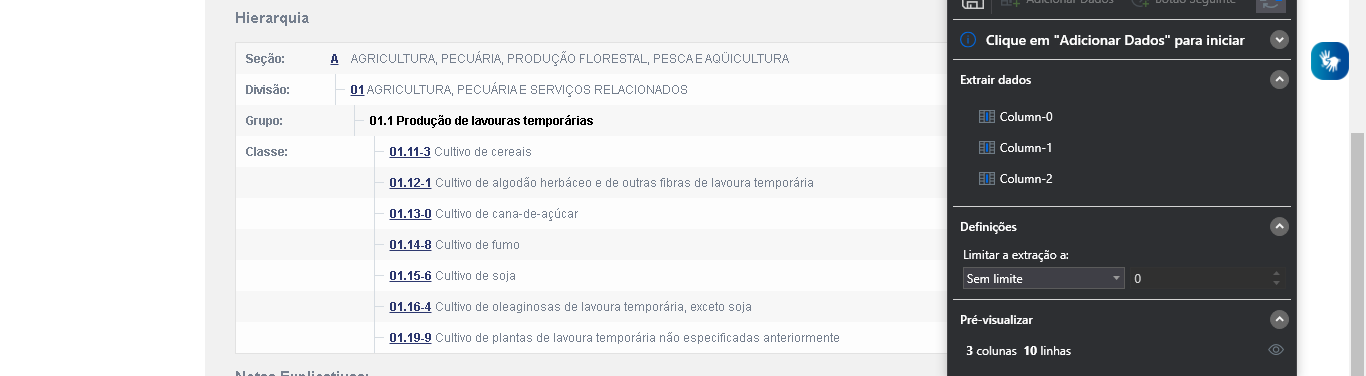 Hierarquia
Seção: A AGRICULTURA, PECUÁRIA, PRODUÇÃO FLORESTAL, PESCA E AQÜICULTURA
Divisão: 01 AGRICULTURA, PECUÁRIA E SERVIÇOS RELACIONADOS
Grupo: 01.1 Produção de lavouras temporárias
Classe: 01.11-3 Cultivo de cereais
01.12-1 Cultivo de algodão herbáceo e de outras fibras de lavoura temporária
01.13-0 Cultivo de cana-de-açúcar
01.14-8 Cultivo de fumo
01.15-6 Cultivo de soja
01.16-4 Cultivo de oleaginosas de lavoura temporária, exceto soja
01.19-9 Cultivo de plantas de lavoura temporária não especificadas anteriormente
Notas Explicativas:
Adicionar Dados Botão Seguinte
Clique em "Adicionar Dados" para iniciar
Extrair dados
Column-0
Column-1
Column-2
Definições
Limitar a extração a:
Sem limite 0
Pré-visualizar
3 colunas 10 linhas